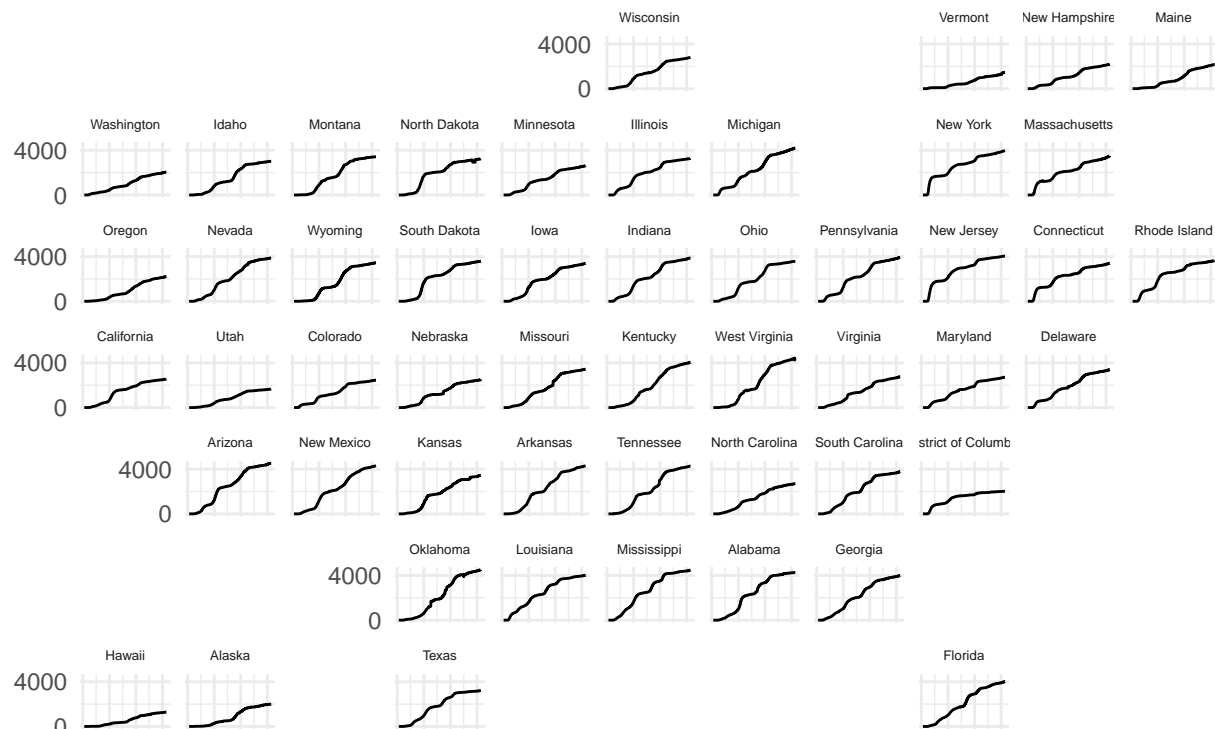 Wisconsin Vermont New Hampshire Maine
4000
0
Washington Idaho Montana North Dakota Minnesota Illinois Michigan New York Massachusetts
4000
0
Oregon Nevada Wyoming South Dakota Iowa Indiana Ohio Pennsylvania New Jersey Connecticut Rhode Island
4000
0
California Utah Colorado Nebraska Missouri Kentucky West Virginia Virginia Maryland Delaware
4000
0
Arizona New Mexico Kansas Arkansas Tennessee North Carolina South Carolina strict of Columb
4000
0
Oklahoma Louisiana Mississippi Alabama Georgia
4000
0
Hawaii Alaska Texas Florida
4000
0